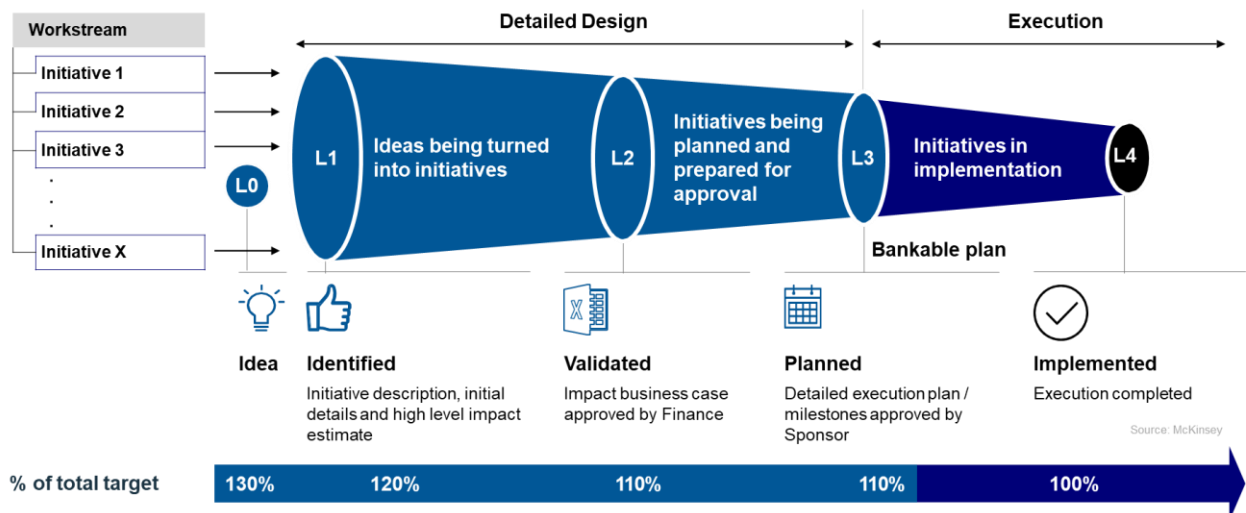 Workstream
Initiative 1
Initiative 2
Initiative 3
.
.
.
Initiative X
Detailed Design
Execution
L0
L1
Ideas being turned
into initiatives
L2
Initiatives being
planned and
prepared for
approval
L3
Initiatives in
implementation
L4
Bankable plan
Idea
Identified
Initiative description, initial
details and high level impact
estimate
X
Validated
Impact business case
approved by Finance
Planned
Detailed execution plan /
milestones approved by
Sponsor
Implemented
Execution completed
Source: McKinsey
% of total target
130%
120%
110%
110%
100%